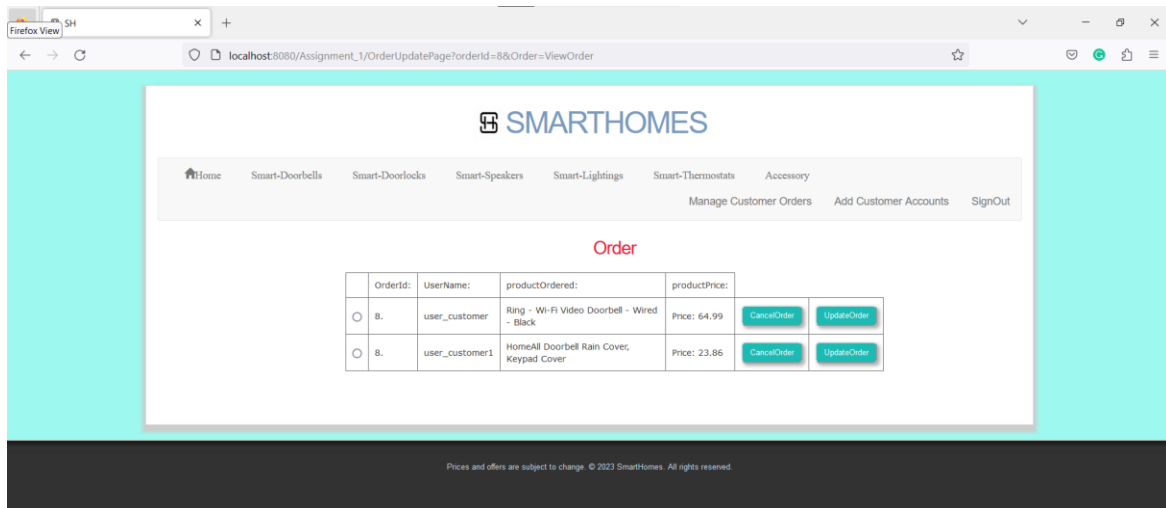 SH
Firefox View
localhost:8080/Assignment_1/OrderUpdatePage?orderId=8&Order=ViewOrder
SMARTHOMES
Home Smart-Doorbells Smart-Doorlocks Smart-Speakers Smart-Lightings Smart-Thermostats Accessory
Manage Customer Orders Add Customer Accounts SignOut
Order
OrderId: UserName: productOrdered: productPrice:
8. user_customer Ring - Wi-Fi Video Doorbell - Wired
- Black Price: 64.99 CancelOrder UpdateOrder
8. user_customer1 HomeAll Doorbell Rain Cover,
Keypad Cover Price: 23.86 CancelOrder UpdateOrder
Prices and offers are subject to change. © 2023 SmartHomes. All rights reserved.